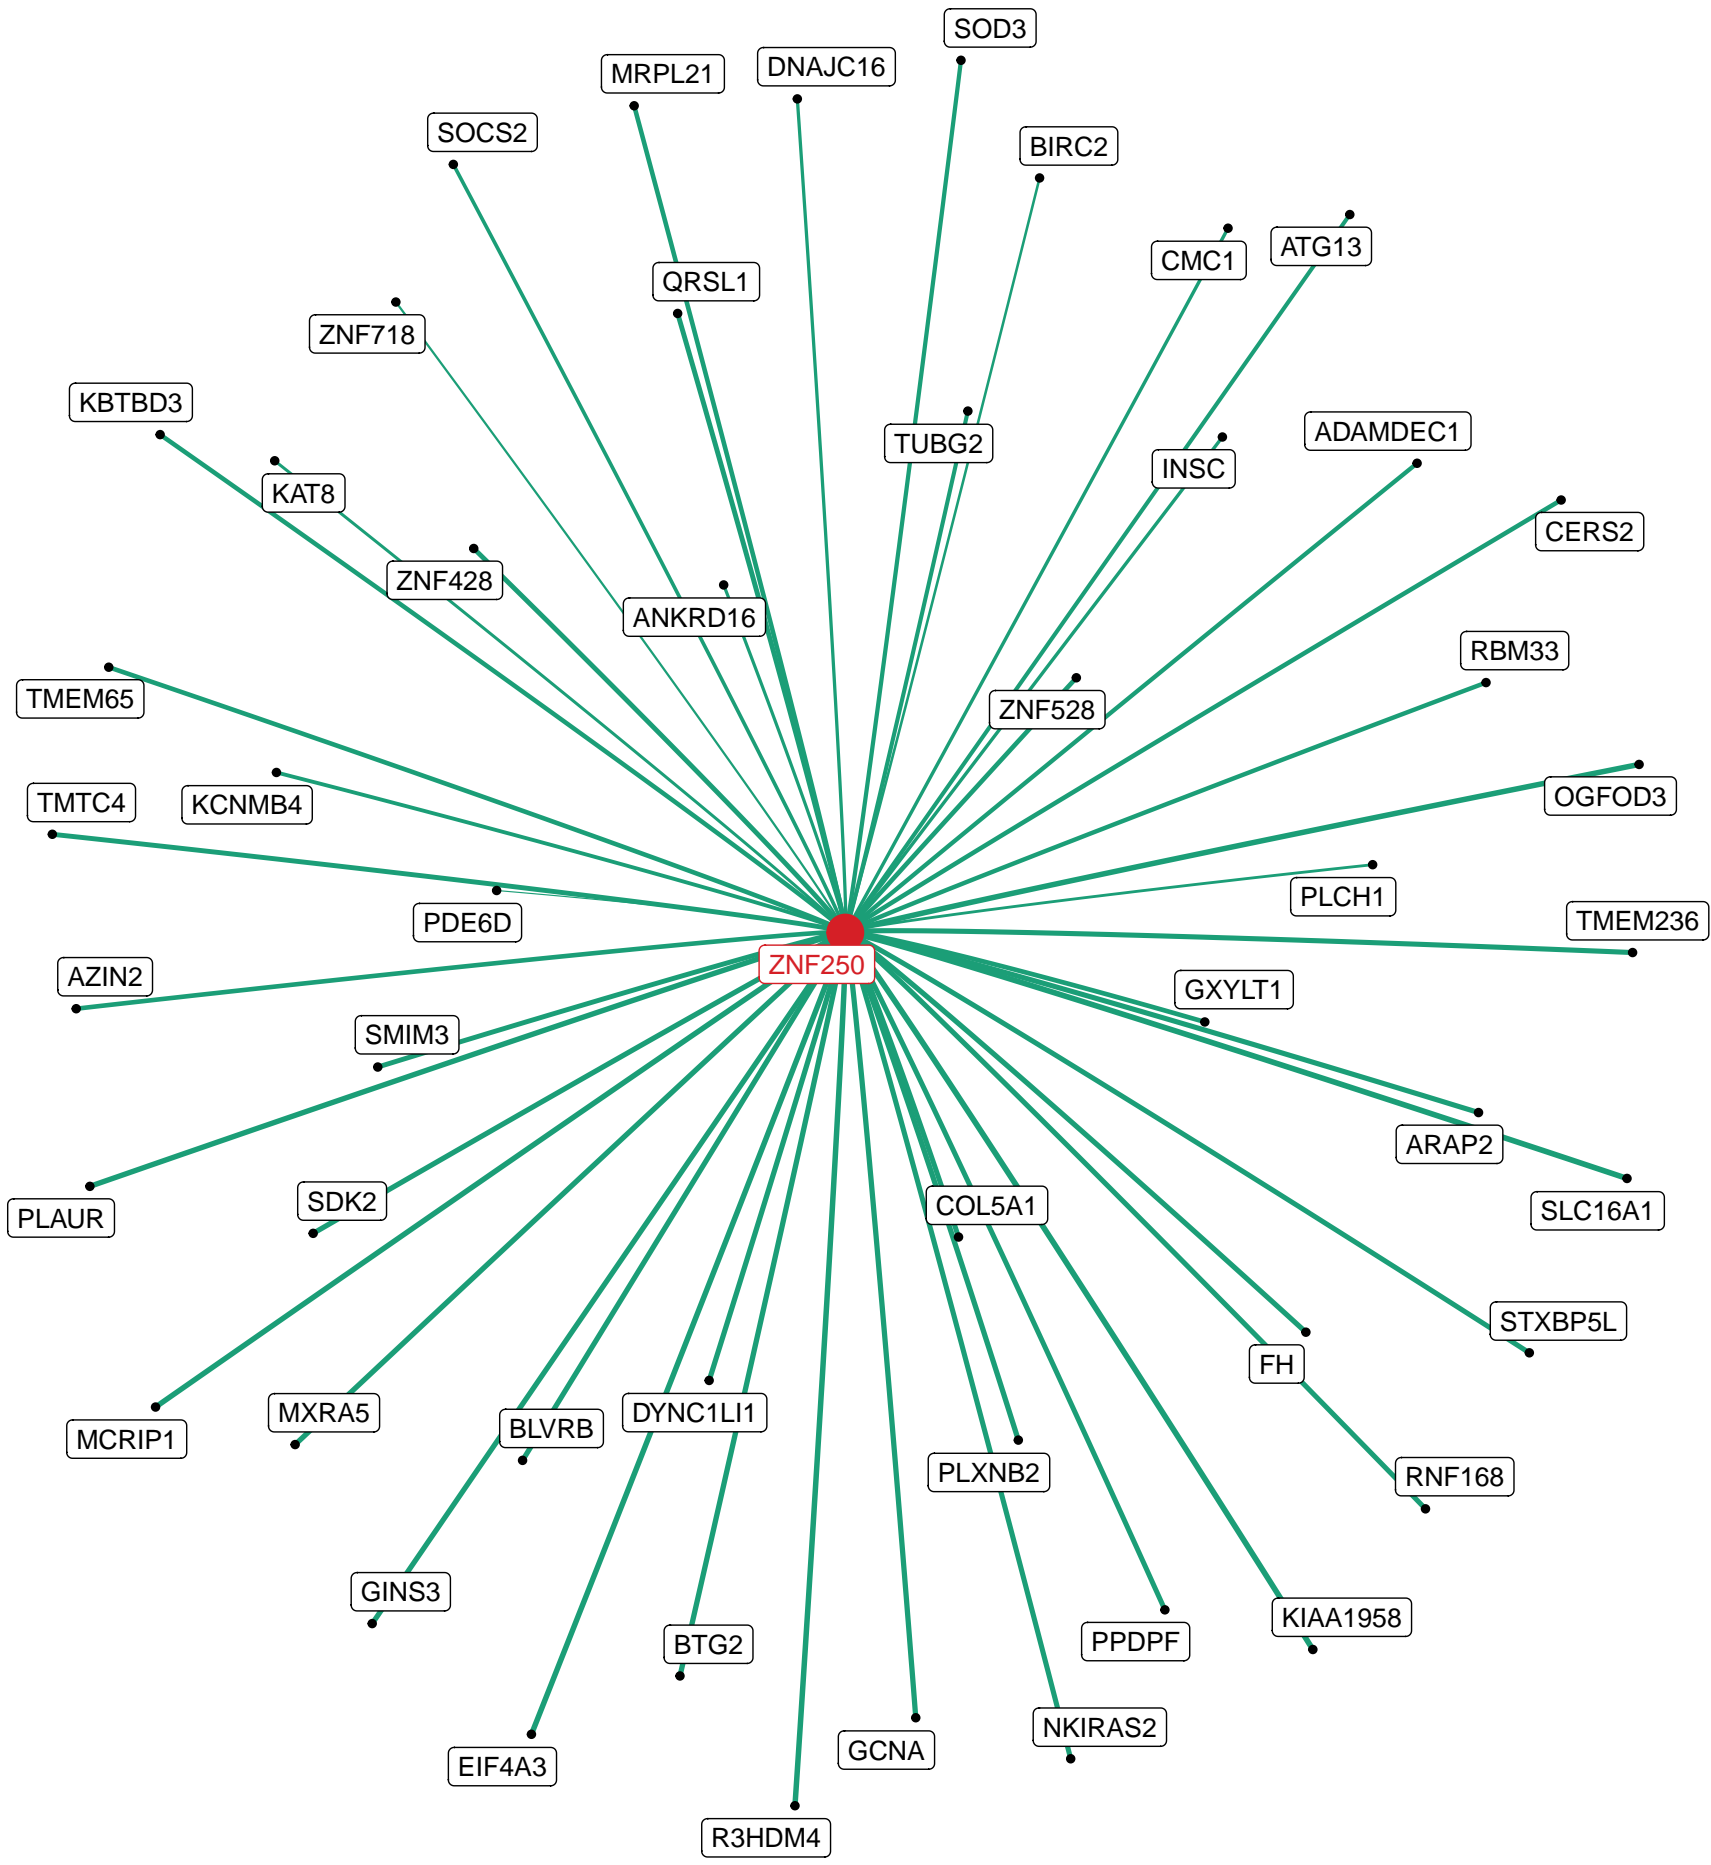 SOD3
MRPL21
DNAJC16
SOCS2
BIRC2
CMC1
ATG13
QRSL1
ZNF718
KBTBD3
TUBG2
INSC
ADAMDEC1
KAT8
CERS2
ZNF428
ANKRD16
RBM33
TMEM65
ZNF528
TMTC4
KCNMB4
OGFOD3
PLCH1
PDE6D
TMEM236
ZNF250
AZIN2
GXYLT1
SMIM3
ARAP2
SDK2
COL5A1
SLC16A1
PLAUR
STXBP5L
FH
MXRA5
DYNC1LI1
BLVRB
MCRIP1
PLXNB2
RNF168
GINS3
KIAA1958
BTG2
PPDPF
NKIRAS2
GCNA
EIF4A3
R3HDM4